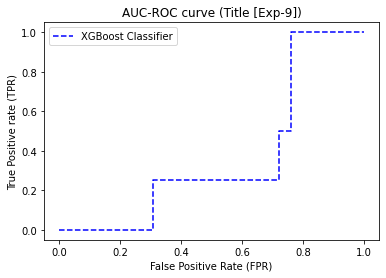 AUC-ROC curve (Title [Exp-9])
XGBoost Classifier
True Positive rate (TPR)
1.0
0.8
0.6
0.4
0.2
0.0
0.0 0.2 0.4 0.6 0.8 1.0
False Positive Rate (FPR)